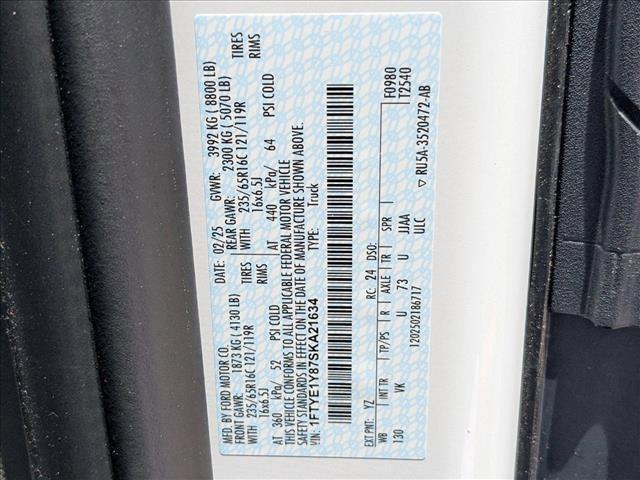 MFD. BY FORD MOTOR CO. 02/25 GVWR: 3992 KG ( 8800 LB)
FRONT GAWR: 1873 KG ( 4130 LB) REAR GAWR: 2300 KG ( 5070 LB)
WITH 235/65R16C 121/119R TIRES WITH 235/65R16C 121/119R TIRES
16x6.5J RIMS 16x6.5J RIMS
AT 360 kPa/ 52 PSI COLD AT 440 kPa/ 64 PSI COLD
THIS VEHICLE CONFORMS TO ALL APPLICABLE FEDERAL MOTOR VEHICLE
SAFETY STANDARDS IN EFFECT ON THE DATE OF MANUFACTURE SHOWN ABOVE.
VIN: 1FTYE1Y87SKA21634 TYPE: Truck
EXT PNT: YZ RC: 24 DSO: F0980
T2540
WB INT TR TP/PS R AXLE TR SPR
130 VK U 73 U UJAA
1202502186717 ULC
▽ RU5A-3520472-AB